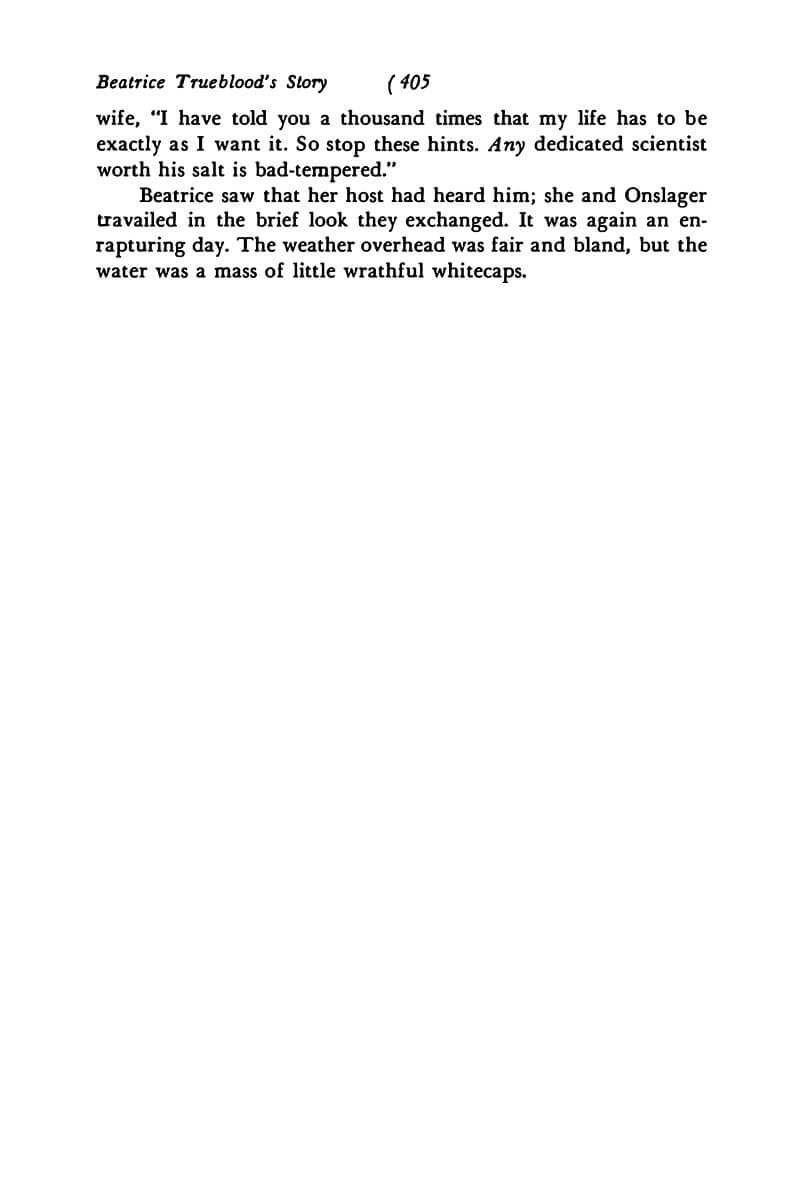 Beatrice Trueblood's Story ( 405
wife, “I have told you a thousand times that my life has to be
exactly as I want it. So stop these hints. Any dedicated scientist
worth his salt is bad-tempered.”
Beatrice saw that her host had heard him; she and Onslager
travailed in the brief look they exchanged. It was again an en-
rapturing day. The weather overhead was fair and bland, but the
water was a mass of little wrathful whitecaps.